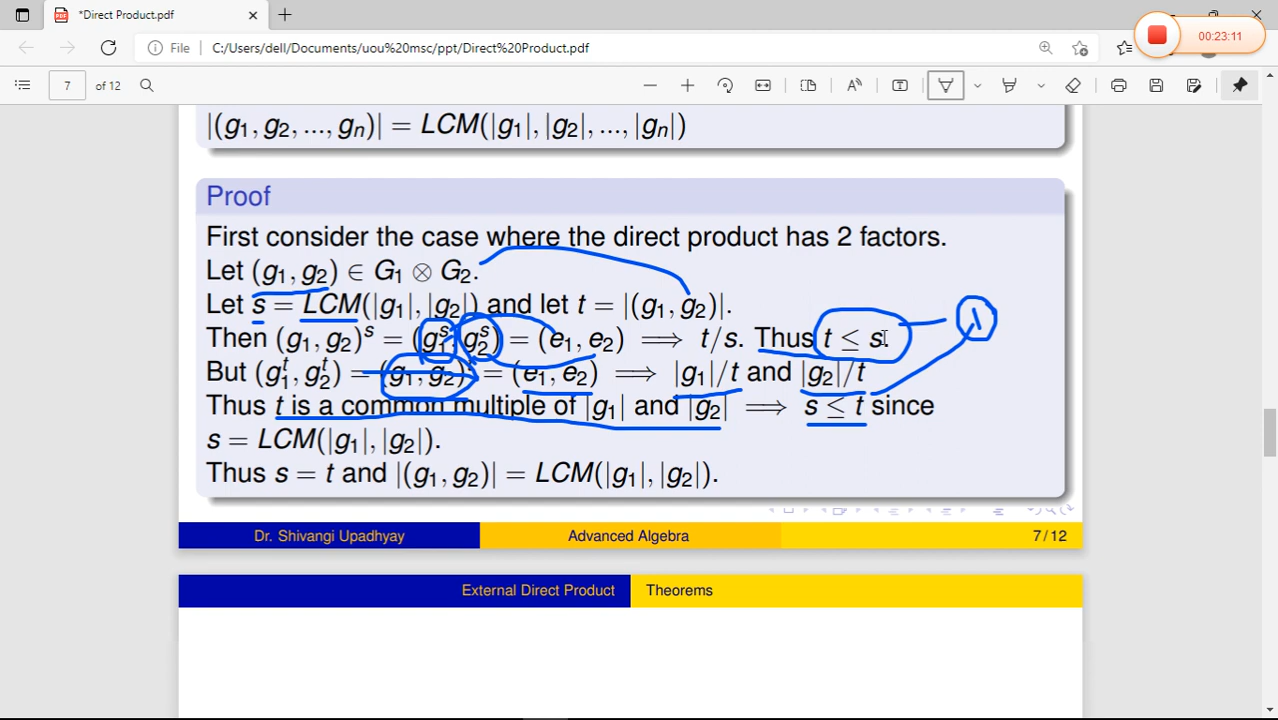 *Direct Product.pdf
File C:/Users/dell/Documents/uou%20msc/ppt/Direct%20Product.pdf
00:23:11
7 of 12
|(g₁, g₂, ..., gₙ)| = LCM(|g₁|, |g₂|, ..., |gₙ|)
Proof
First consider the case where the direct product has 2 factors.
Let (g₁, g₂) ∈ G₁ ⊗ G₂.
Let s = LCM(|g₁|, |g₂|) and let t = |(g₁, g₂)|.
Then (g₁, g₂)ˢ = (g₁ˢ, g₂ˢ) = (e₁, e₂) ⟹ t/s. Thus t ≤ s. 1
But (g₁ᵗ, g₂ᵗ) = (g₁, g₂)ᵗ = (e₁, e₂) ⟹ |g₁|/t and |g₂|/t
Thus t is a common multiple of |g₁| and |g₂| ⟹ s ≤ t since
s = LCM(|g₁|, |g₂|).
Thus s = t and |(g₁, g₂)| = LCM(|g₁|, |g₂|).
Dr. Shivangi Upadhyay Advanced Algebra 7 / 12
External Direct Product Theorems